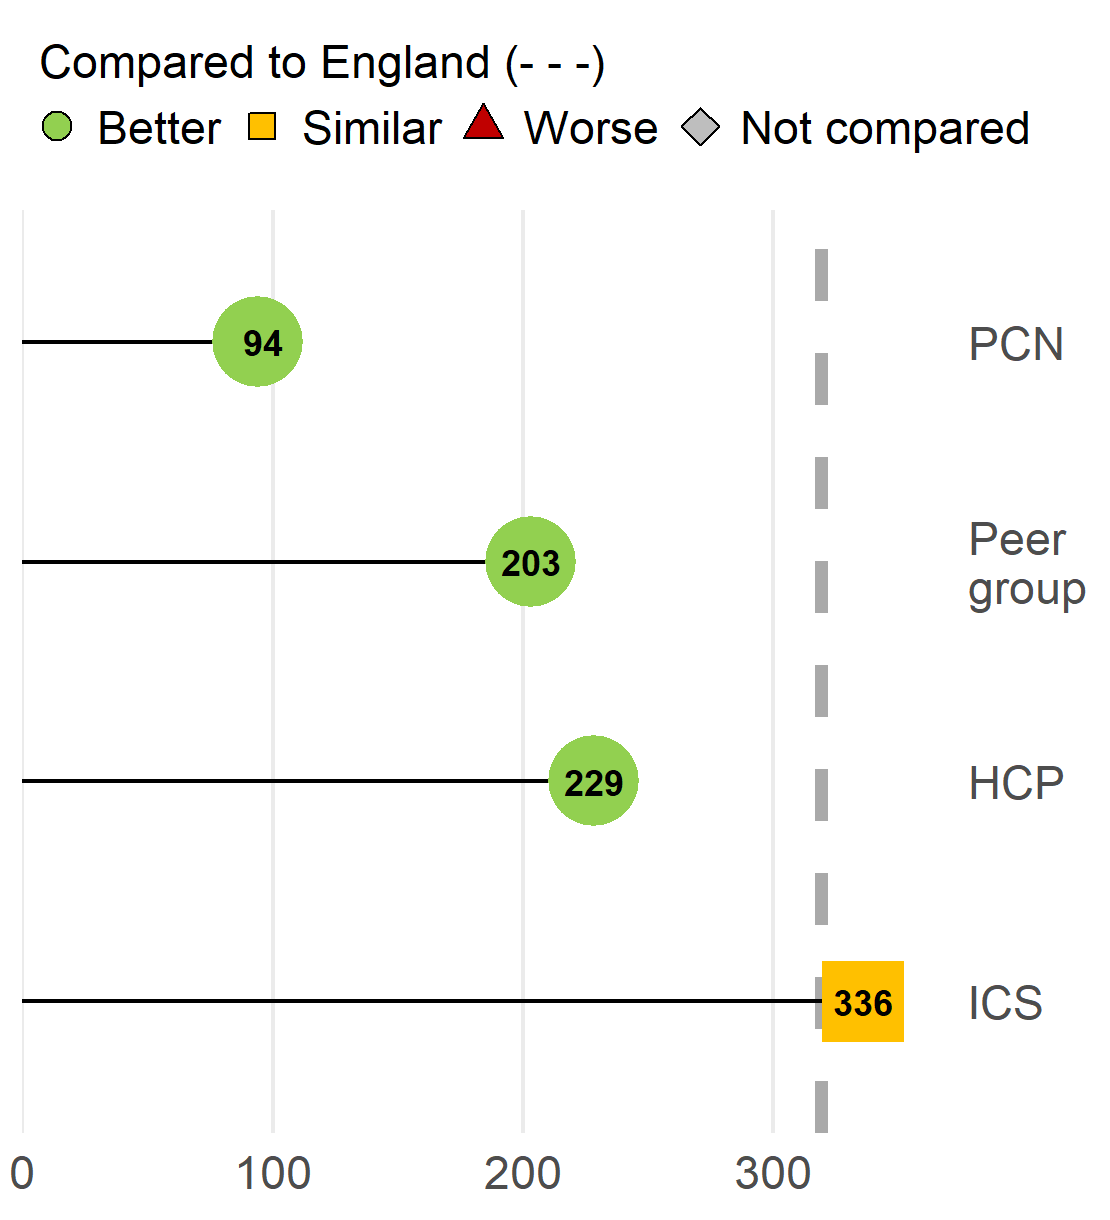 Compared to England (- - -)
Better Similar Worse Not compared
94 PCN
203 Peer
group
229 HCP
336 ICS
0 100 200 300